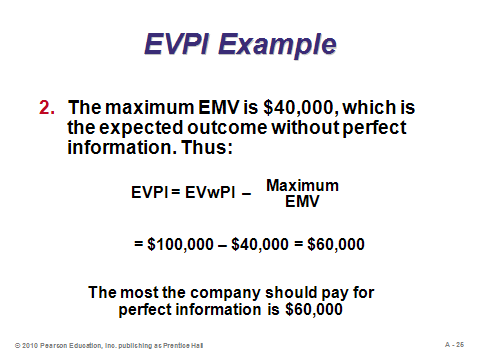 EVPI Example
2. The maximum EMV is $40,000, which is
the expected outcome without perfect
information. Thus:
EVPI = EVwPI – Maximum
EMV
= $100,000 – $40,000 = $60,000
The most the company should pay for
perfect information is $60,000
© 2010 Pearson Education, Inc. publishing as Prentice Hall
A - 25